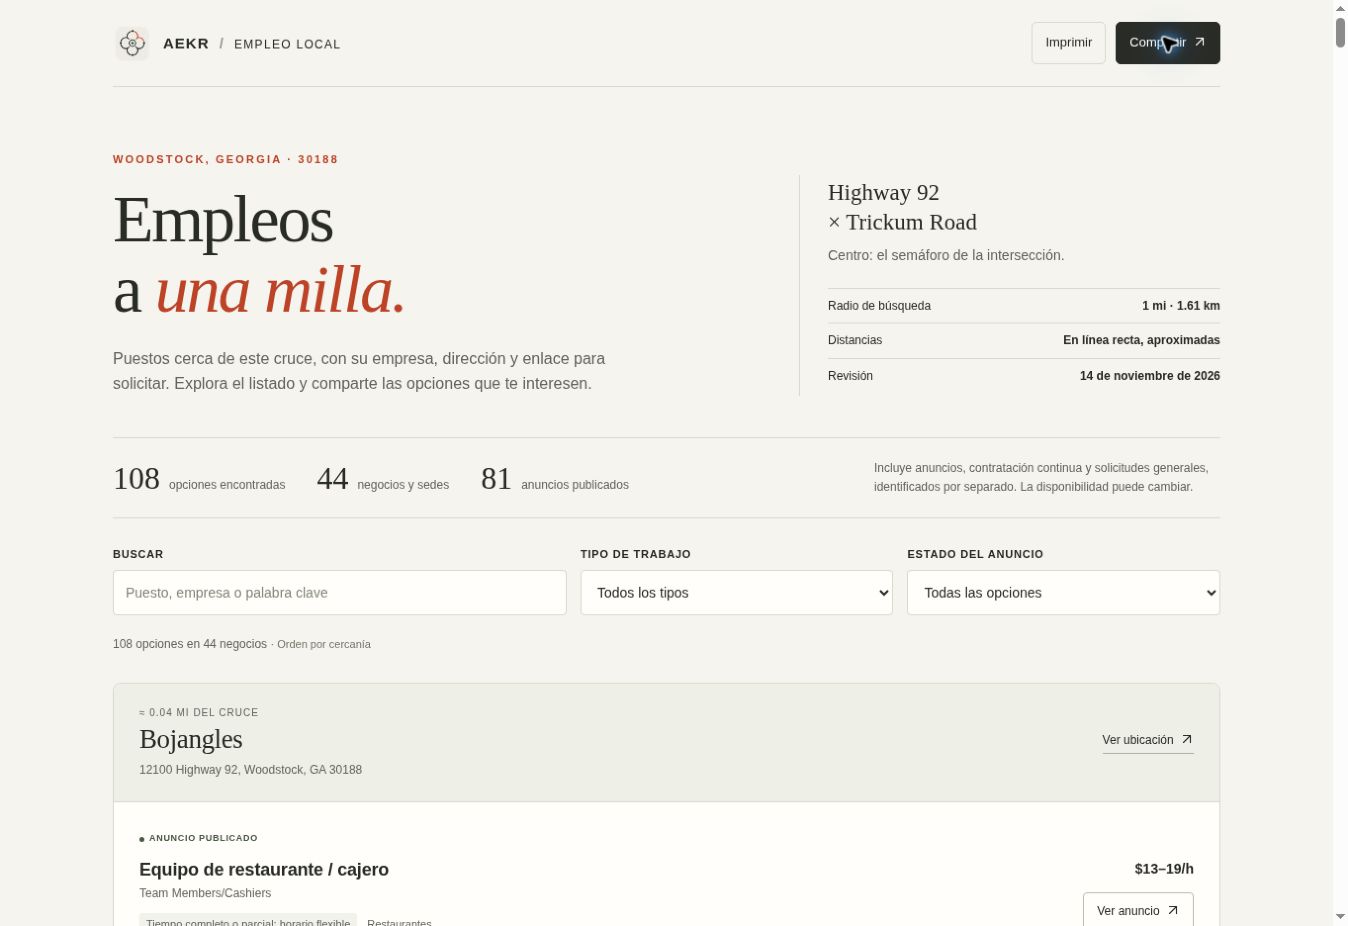 AEKR / EMPLEO LOCAL
Imprimir
WOODSTOCK, GEORGIA · 30188
Empleos
a una milla.
Puestos cerca de este cruce, con su empresa, dirección y enlace para
solicitar. Explora el listado y comparte las opciones que te interesen.
Highway 92
× Trickum Road
Centro: el semáforo de la intersección.
Radio de búsqueda 1 mi · 1.61 km
Distancias En línea recta, aproximadas
Revisión 14 de noviembre de 2026
108 opciones encontradas 44 negocios y sedes 81 anuncios publicados
Incluye anuncios, contratación continua y solicitudes generales,
identificados por separado. La disponibilidad puede cambiar.
BUSCAR
Puesto, empresa o palabra clave
TIPO DE TRABAJO
Todos los tipos
ESTADO DEL ANUNCIO
Todas las opciones
108 opciones en 44 negocios · Orden por cercanía
≈ 0.04 MI DEL CRUCE
Bojangles
12100 Highway 92, Woodstock, GA 30188
Ver ubicación
ANUNCIO PUBLICADO
Equipo de restaurante / cajero
Team Members/Cashiers
Tiempo completo o parcial; horario flexible Restaurantes
$13–19/h
Ver anuncio